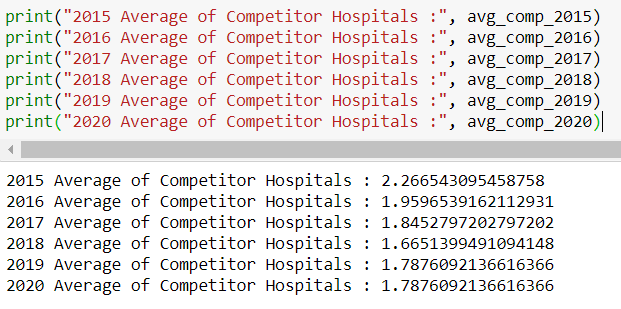 print("2015 Average of Competitor Hospitals :", avg_comp_2015)
print("2016 Average of Competitor Hospitals :", avg_comp_2016)
print("2017 Average of Competitor Hospitals :", avg_comp_2017)
print("2018 Average of Competitor Hospitals :", avg_comp_2018)
print("2019 Average of Competitor Hospitals :", avg_comp_2019)
print("2020 Average of Competitor Hospitals :", avg_comp_2020)
2015 Average of Competitor Hospitals : 2.266543095458758
2016 Average of Competitor Hospitals : 1.9596539162112931
2017 Average of Competitor Hospitals : 1.8452797202797202
2018 Average of Competitor Hospitals : 1.6651399491094148
2019 Average of Competitor Hospitals : 1.7876092136616366
2020 Average of Competitor Hospitals : 1.7876092136616366